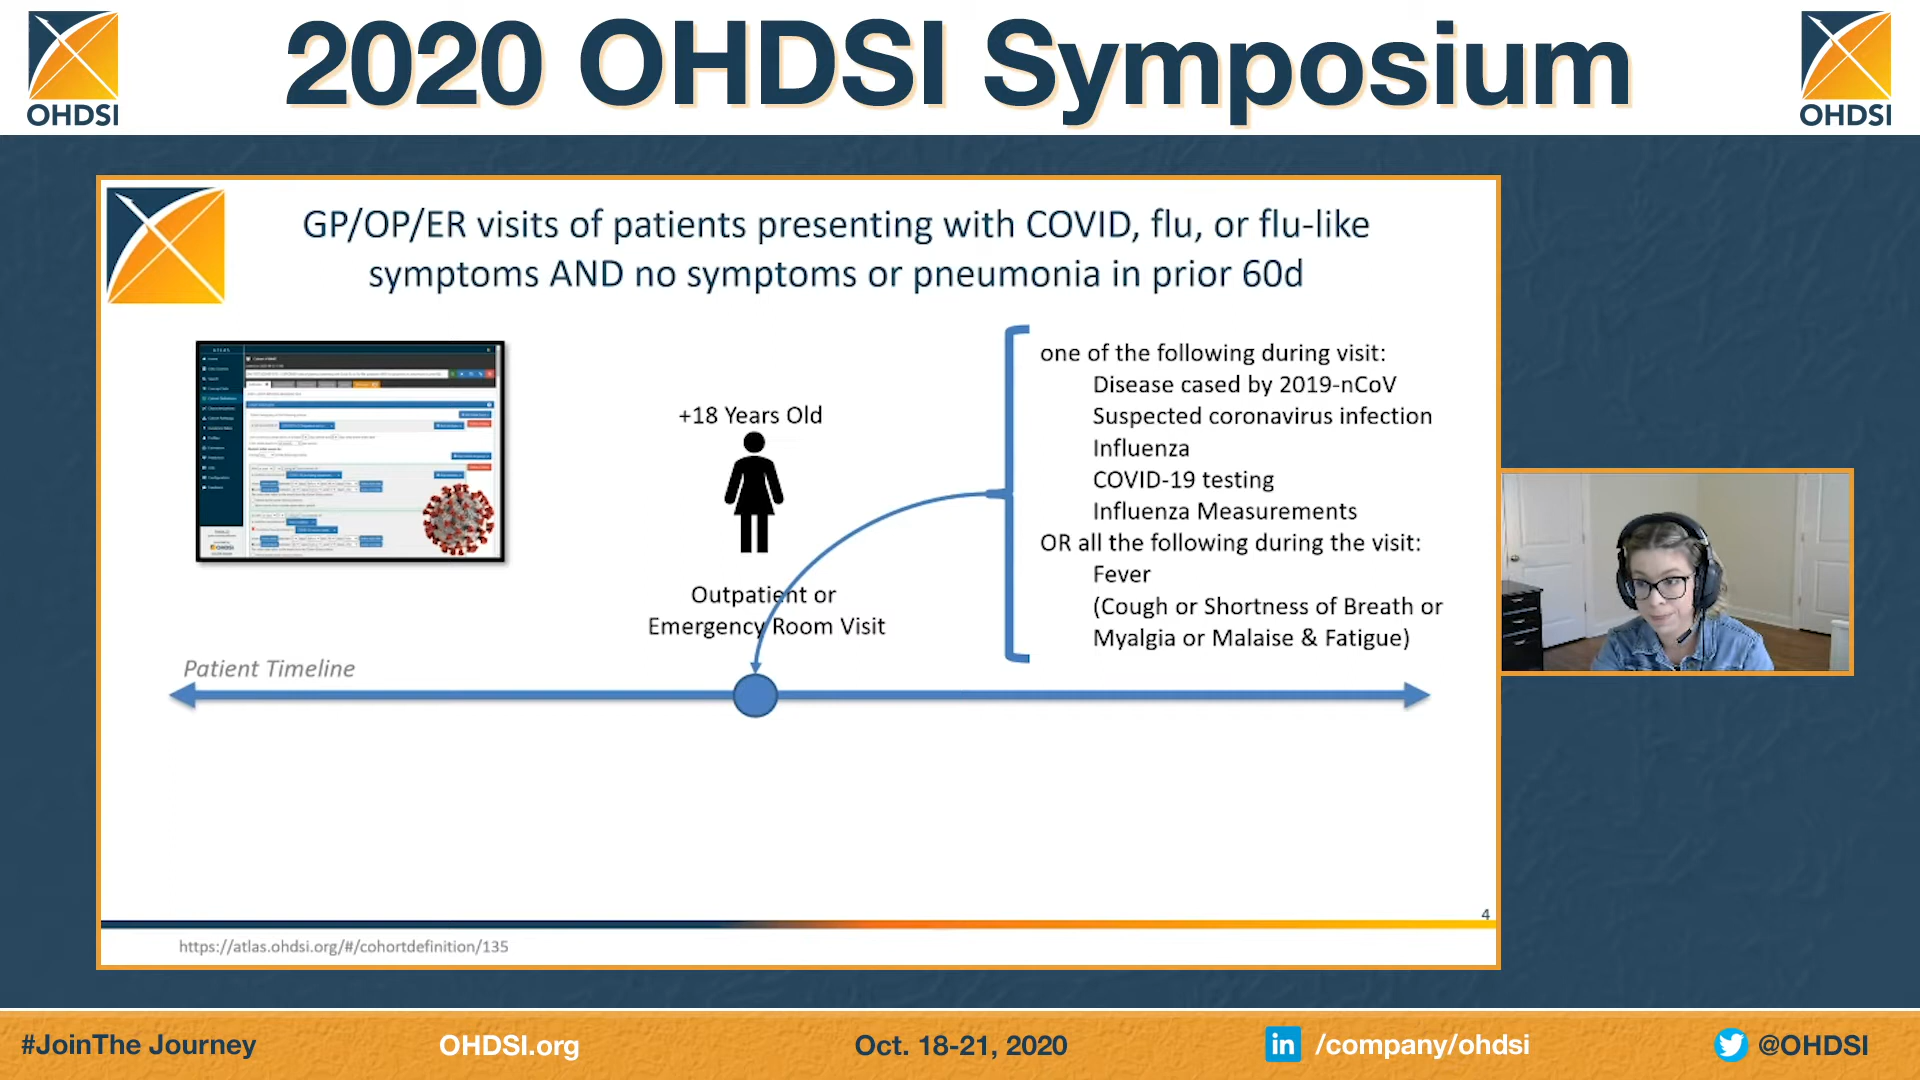 OHDSI
2020 OHDSI Symposium
OHDSI
GP/OP/ER visits of patients presenting with COVID, flu, or flu-like
symptoms AND no symptoms or pneumonia in prior 60d
ATLAS
OHDSI
+18 Years Old
Outpatient or
Emergency Room Visit
one of the following during visit:
Disease cased by 2019-nCoV
Suspected coronavirus infection
Influenza
COVID-19 testing
Influenza Measurements
OR all the following during the visit:
Fever
(Cough or Shortness of Breath or
Myalgia or Malaise & Fatigue)
Patient Timeline
4
https://atlas.ohdsi.org/#/cohortdefinition/135
#JoinThe Journey
OHDSI.org
Oct. 18-21, 2020
in /company/ohdsi
@OHDSI